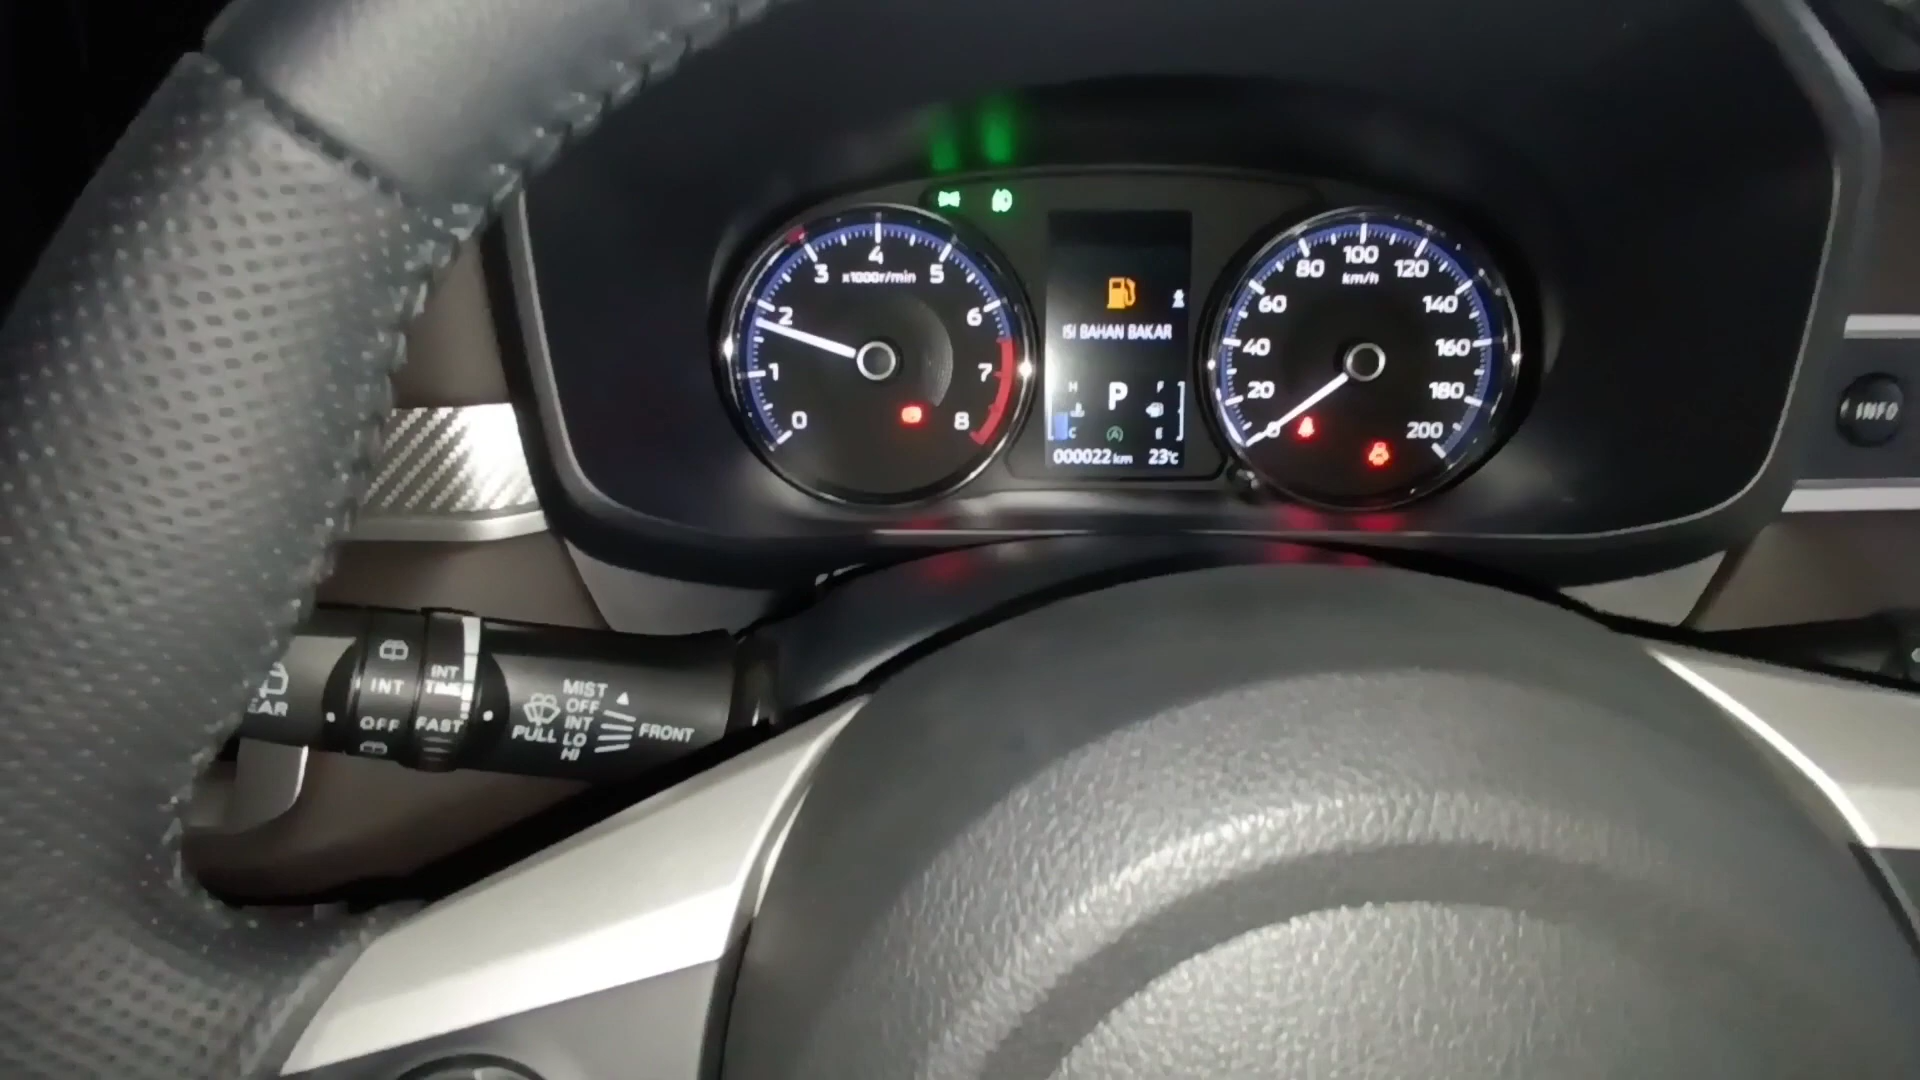 0
1
2
3
4
5
6
7
8
x1000r/min
ISI BAHAN BAKAR
H
C
P
F
E
000022 km
23℃
0
20
40
60
80
100
120
140
160
180
200
km/h
INFO
EAR
INT
OFF
INT
TIME
FAST
PULL
MIST
OFF
INT
LO
HI
FRONT